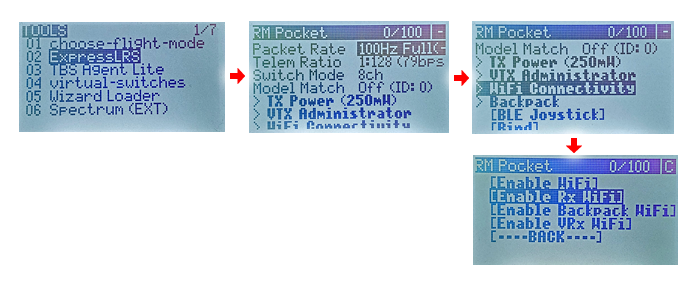 TOOLS 1/7
01 choose-flight-mode
02 ExpressLRS
03 TBS Agent Lite
04 virtual-switches
05 Wizard Loader
06 Spectrum (EXT)
RM Pocket 0/100 -
Packet Rate 100Hz Full(-
Telem Ratio 1:128 (79bps
Switch Mode 8ch
Model Match Off (ID: 0)
> TX Power (250mW)
> VTX Administrator
> WiFi Connectivity
RM Pocket 0/100 -
Model Match Off (ID: 0)
> TX Power (250mW)
> VTX Administrator
> WiFi Connectivity
> Backpack
[BLE Joystick]
[Bind]
RM Pocket 0/100 C
[Enable WiFi]
[Enable Rx WiFi]
[Enable Backpack WiFi]
[Enable VRx WiFi]
[----BACK----]